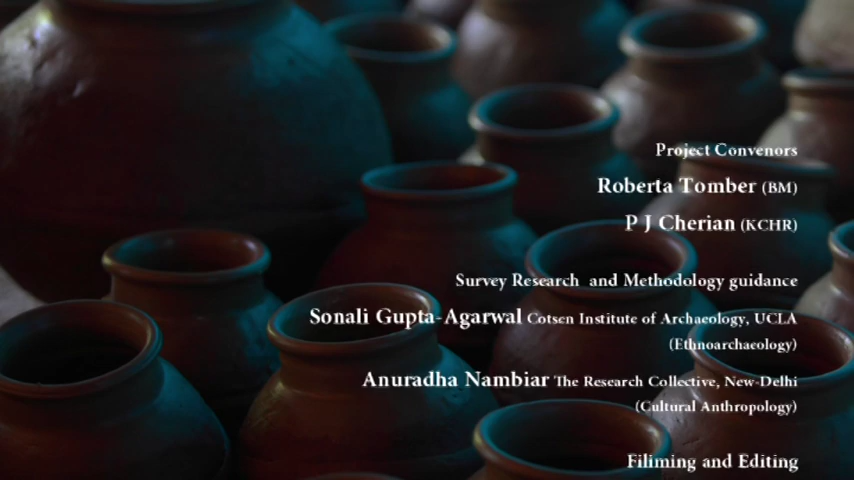 Project Convenors
Roberta Tomber (BM)
P J Cherian (KCHR)
Survey Research and Methodology guidance
Sonali Gupta-Agarwal Cotsen Institute of Archaeology, UCLA
(Ethnoarchaeology)
Anuradha Nambiar The Research Collective, New-Delhi
(Cultural Anthropology)
Filiming and Editing